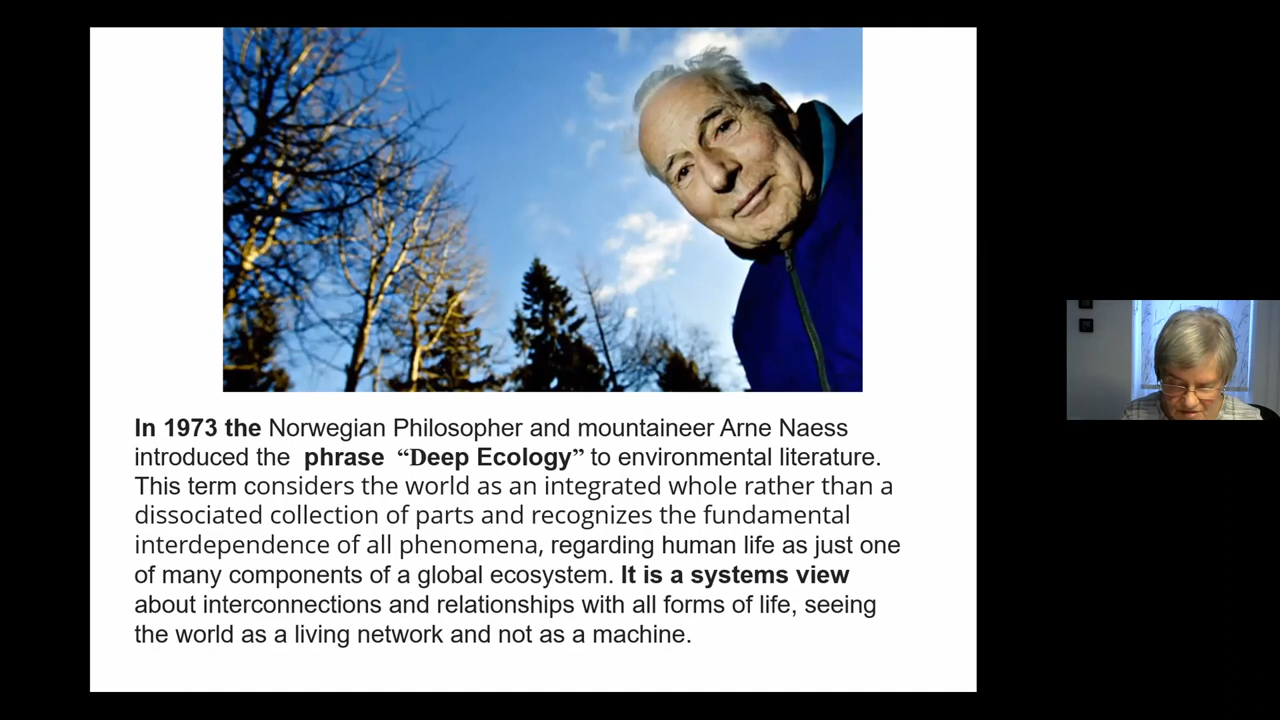 In 1973 the Norwegian Philosopher and mountaineer Arne Naess
introduced the phrase “Deep Ecology” to environmental literature.
This term considers the world as an integrated whole rather than a
dissociated collection of parts and recognizes the fundamental
interdependence of all phenomena, regarding human life as just one
of many components of a global ecosystem. It is a systems view
about interconnections and relationships with all forms of life, seeing
the world as a living network and not as a machine.